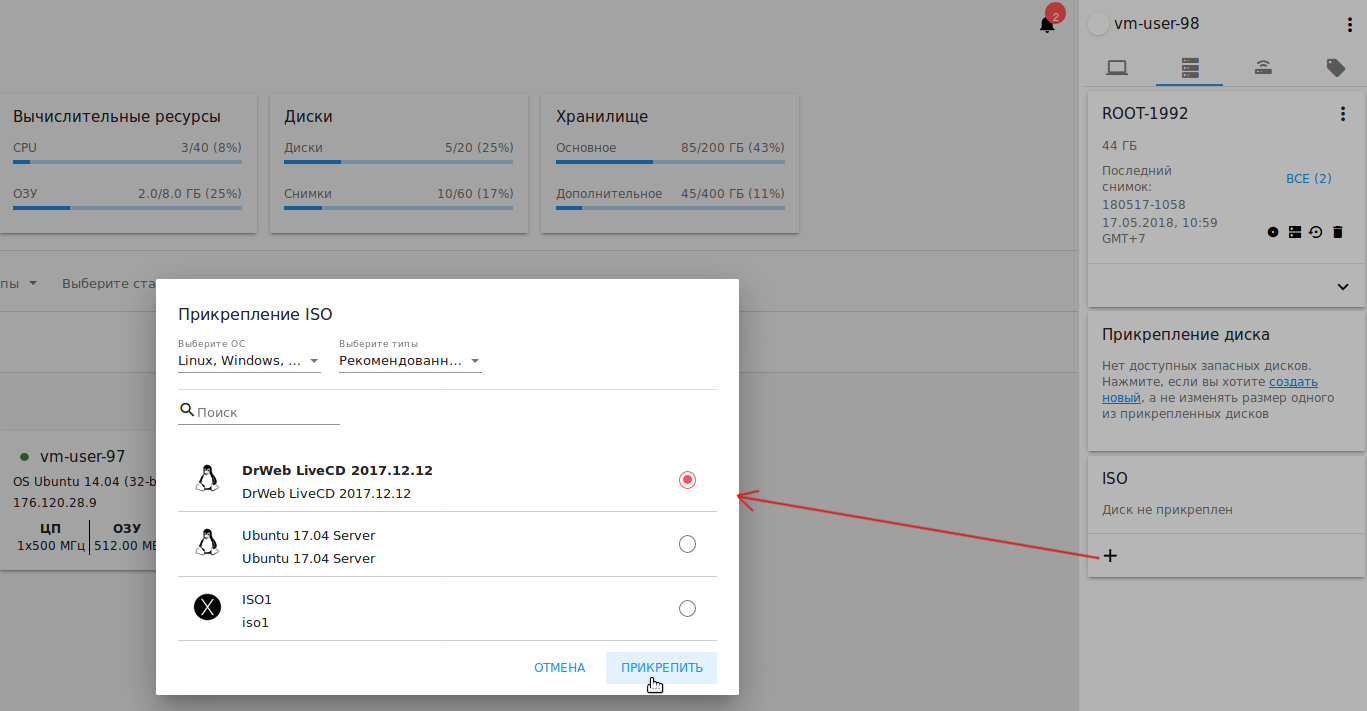 2
Вычислительные ресурсы
CPU 3/40 (8%)
ОЗУ 2.0/8.0 ГБ (25%)
Диски
Диски 5/20 (25%)
Снимки 10/60 (17%)
Хранилище
Основное 85/200 ГБ (43%)
Дополнительное 45/400 ГБ (11%)
пы Выберите ста
vm-user-97
OS Ubuntu 14.04 (32-b
176.120.28.9
ЦП ОЗУ
1x500 МГц 512.00 МБ
Прикрепление ISO
Выберите ОС Выберите типы
Linux, Windows, ... Рекомендованн...
Поиск
DrWeb LiveCD 2017.12.12
DrWeb LiveCD 2017.12.12
Ubuntu 17.04 Server
Ubuntu 17.04 Server
X
ISO1
iso1
ОТМЕНА ПРИКРЕПИТЬ
vm-user-98
ROOT-1992
44 ГБ
Последний
снимок:
180517-1058
17.05.2018, 10:59
GMT+7
ВСЕ (2)
Прикрепление диска
Нет доступных запасных дисков.
Нажмите, если вы хотите создать
новый, а не изменять размер одного
из прикрепленных дисков
ISO
Диск не прикреплен